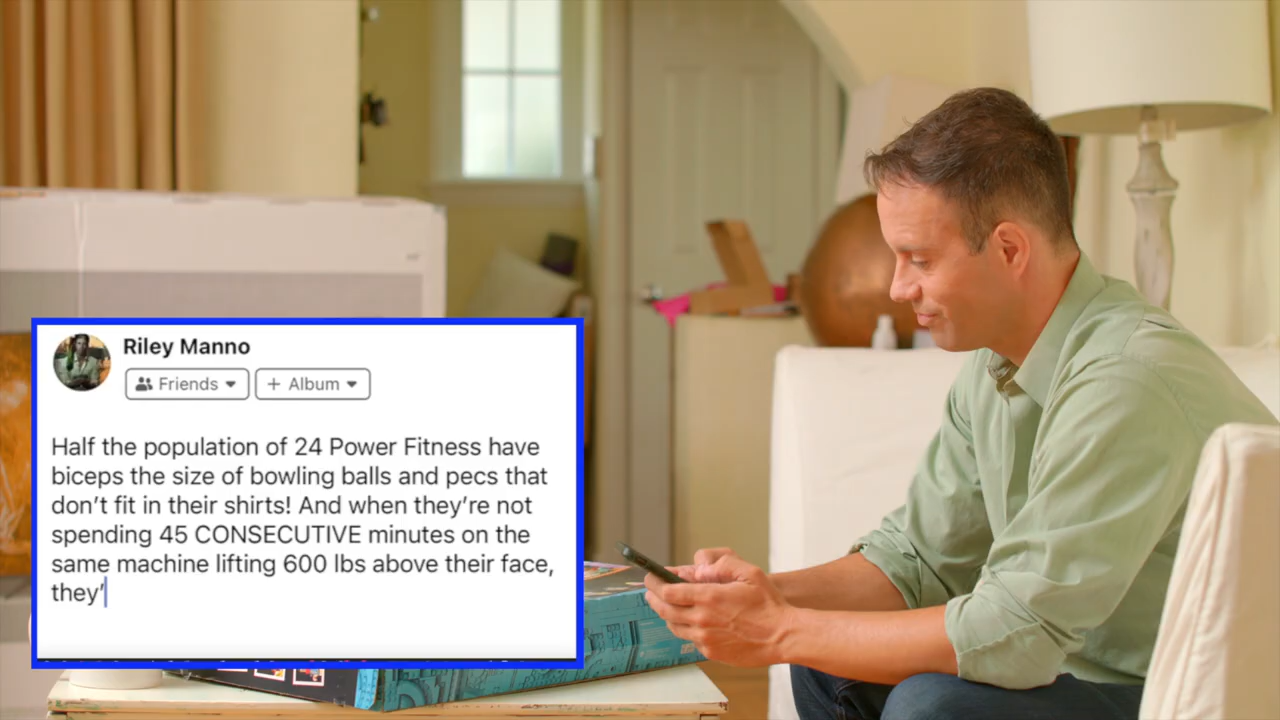 Riley Manno
Friends
+ Album
Half the population of 24 Power Fitness have
biceps the size of bowling balls and pecs that
don’t fit in their shirts! And when they’re not
spending 45 CONSECUTIVE minutes on the
same machine lifting 600 lbs above their face,
they’